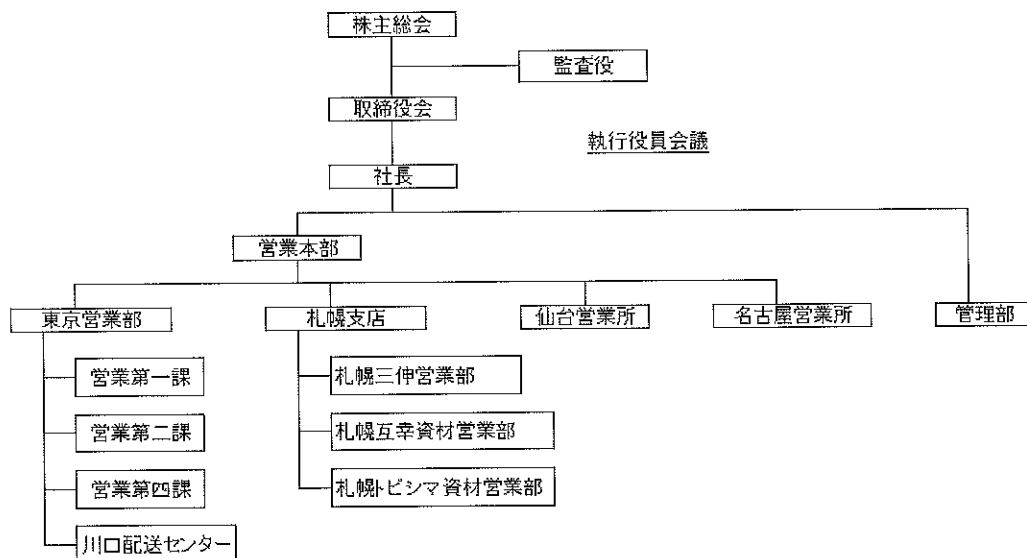 株主総会
監査役
取締役会
執行役員会議
社長
営業本部
東京営業部
札幌支店
仙台営業所
名古屋営業所
管理部
営業第一課
札幌三伸営業部
営業第二課
札幌互幸資材営業部
営業第四課
札幌トビシマ資材営業部
川口配送センター